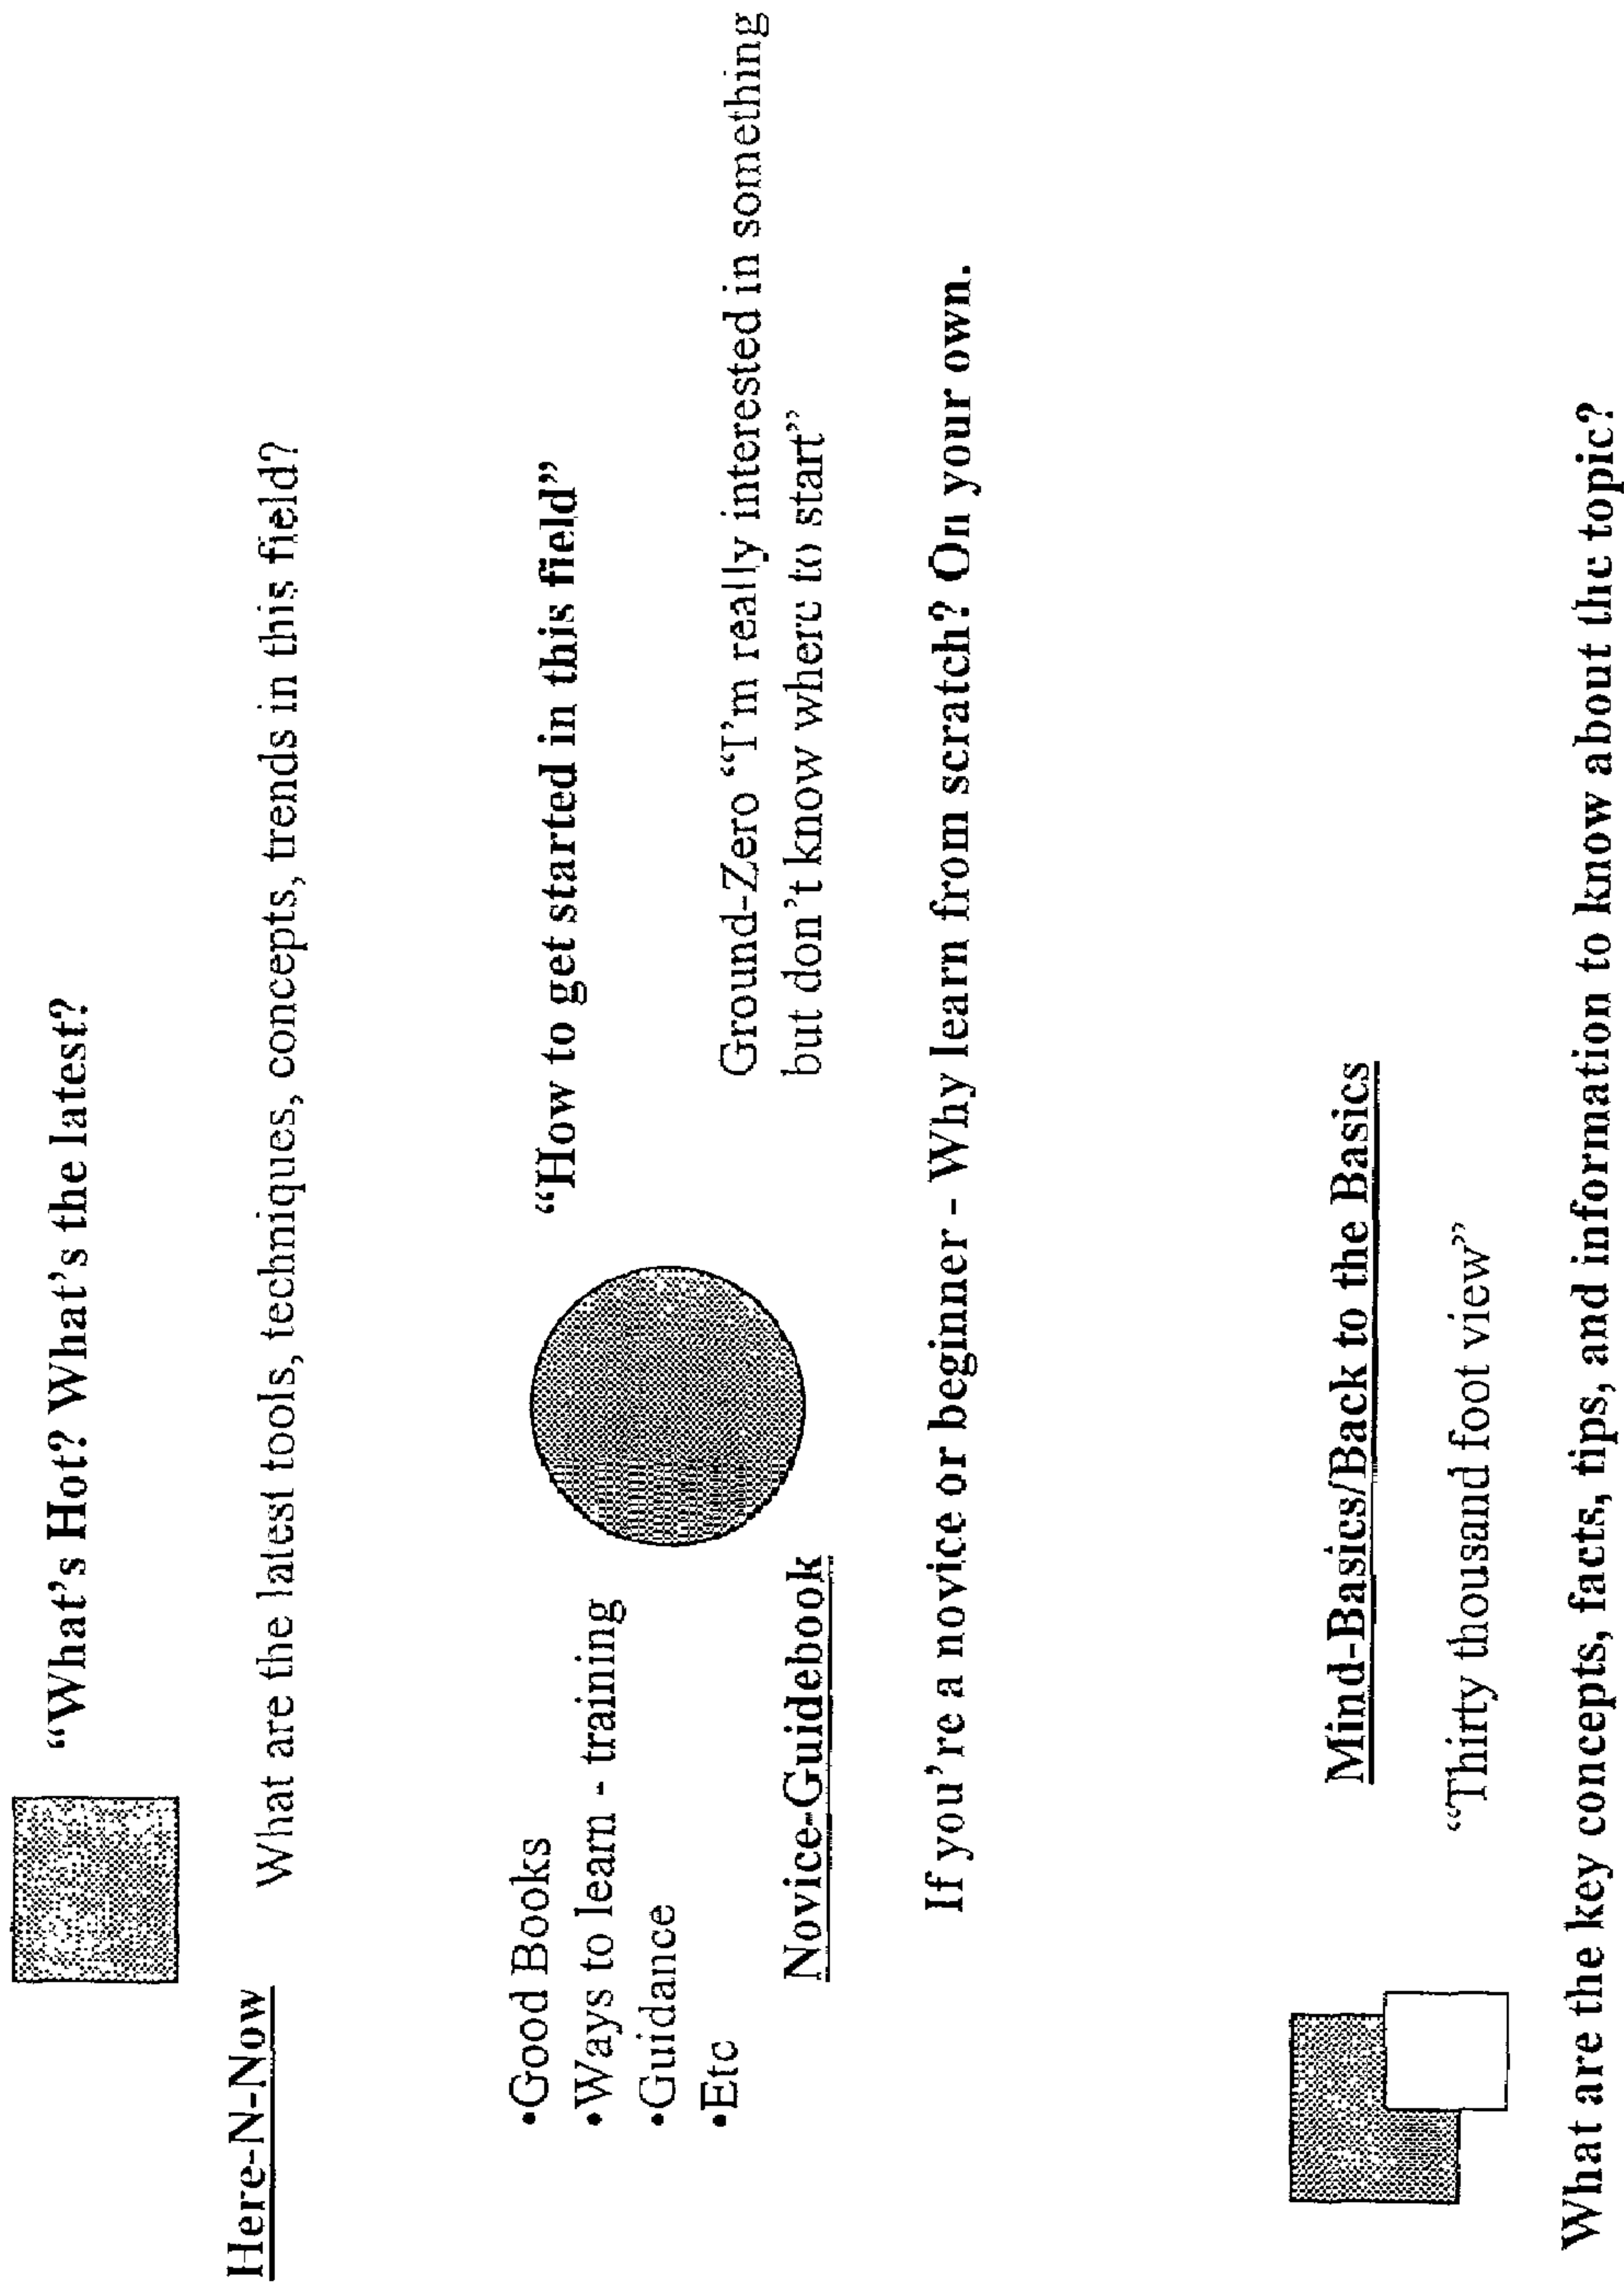 “What's Hot? What's the latest?
Here-N-Now
What are the latest tools, techniques, concepts, trends in this field?
•Good Books
•Ways to learn - training
•Guidance
•Etc
“How to get started in this field”
Novice-Guidebook
Ground-Zero “I'm really interested in something
but don't know where to start”
If you're a novice or beginner - Why learn from scratch? On your own.
Mind-Basics/Back to the Basics
“Thirty thousand foot view”
What are the key concepts, facts, tips, and information to know about the topic?